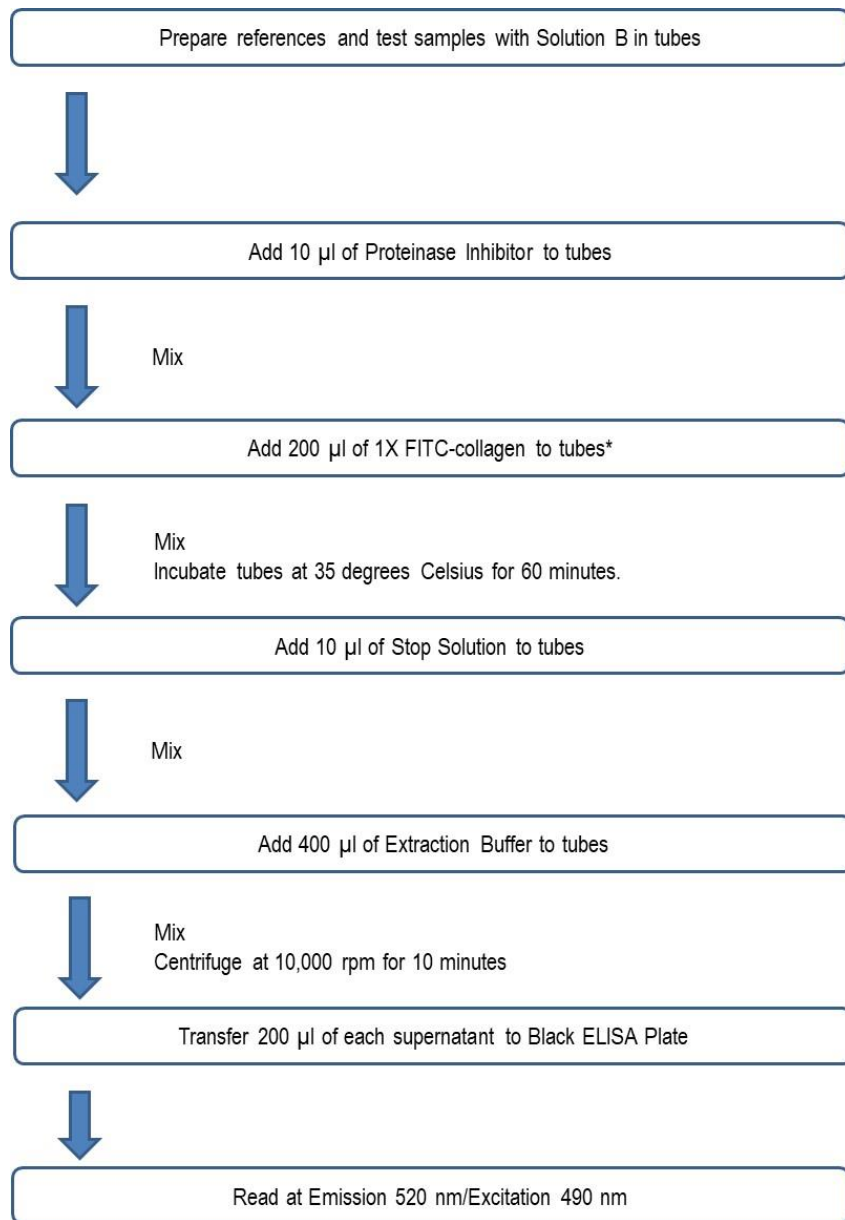 Prepare references and test samples with Solution B in tubes
Add 10 µl of Proteinase Inhibitor to tubes
Mix
Add 200 µl of 1X FITC-collagen to tubes*
Mix
Incubate tubes at 35 degrees Celsius for 60 minutes.
Add 10 µl of Stop Solution to tubes
Mix
Add 400 µl of Extraction Buffer to tubes
Mix
Centrifuge at 10,000 rpm for 10 minutes
Transfer 200 µl of each supernatant to Black ELISA Plate
Read at Emission 520 nm/Excitation 490 nm